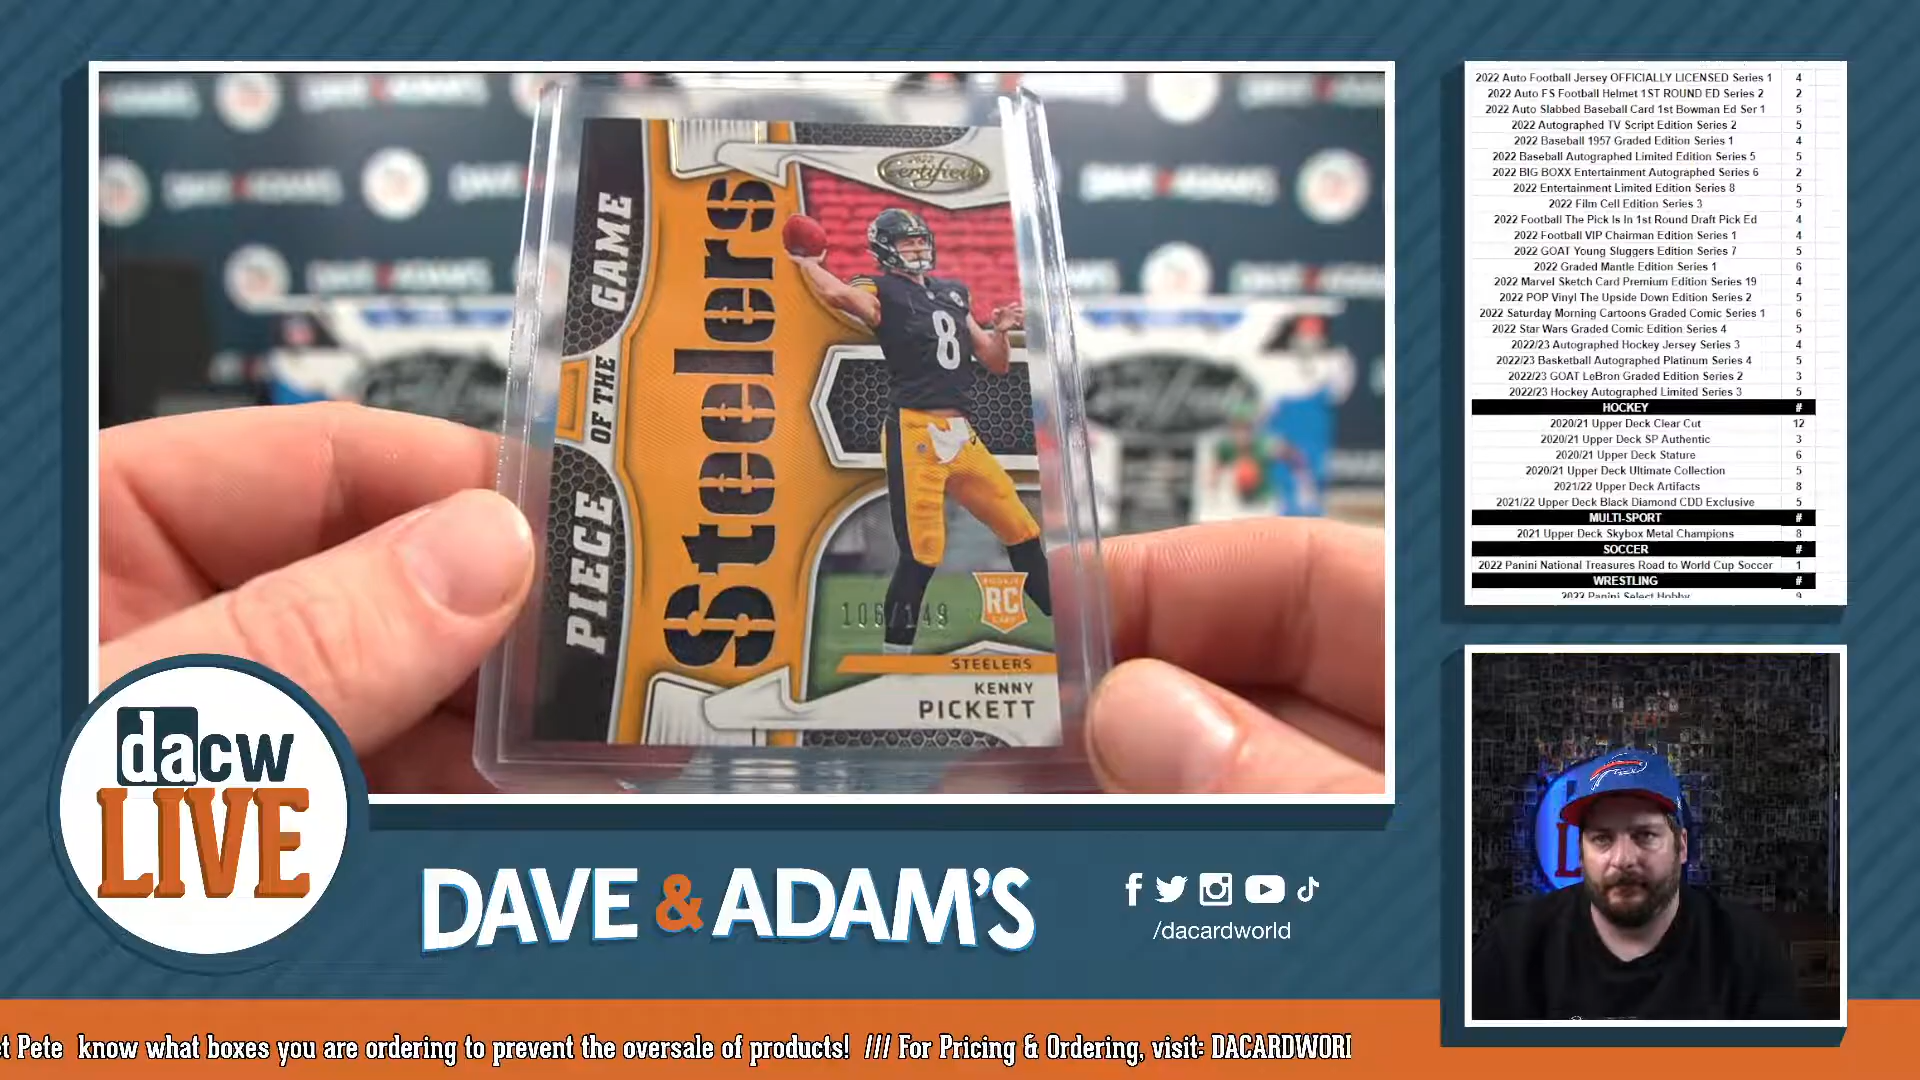 PIECE OF THE GAME
Steelers
2022
Certified
8
106/149
ROOKIE
RC
CARD
STEELERS
KENNY
PICKETT
2022 Auto Football Jersey OFFICIALLY LICENSED Series 1 4
2022 Auto FS Football Helmet 1ST ROUND ED Series 2 2
2022 Auto Slabbed Baseball Card 1st Bowman Ed Ser 1 5
2022 Autographed TV Script Edition Series 2 5
2022 Baseball 1957 Graded Edition Series 1 4
2022 Baseball Autographed Limited Edition Series 5 5
2022 BIG BOXX Entertainment Autographed Series 6 2
2022 Entertainment Limited Edition Series 8 5
2022 Film Cell Edition Series 3 5
2022 Football The Pick Is In 1st Round Draft Pick Ed 4
2022 Football VIP Chairman Edition Series 1 4
2022 GOAT Young Sluggers Edition Series 7 5
2022 Graded Mantle Edition Series 1 6
2022 Marvel Sketch Card Premium Edition Series 19 4
2022 POP Vinyl The Upside Down Edition Series 2 5
2022 Saturday Morning Cartoons Graded Comic Series 1 6
2022 Star Wars Graded Comic Edition Series 4 5
2022/23 Autographed Hockey Jersey Series 3 4
2022/23 Basketball Autographed Platinum Series 4 5
2022/23 GOAT LeBron Graded Edition Series 2 3
2022/23 Hockey Autographed Limited Series 3 5
HOCKEY #
2020/21 Upper Deck Clear Cut 12
2020/21 Upper Deck SP Authentic 3
2020/21 Upper Deck Stature 6
2020/21 Upper Deck Ultimate Collection 5
2021/22 Upper Deck Artifacts 8
2021/22 Upper Deck Black Diamond CDD Exclusive 5
MULTI-SPORT #
2021 Upper Deck Skybox Metal Champions 8
SOCCER #
2022 Panini National Treasures Road to World Cup Soccer 1
WRESTLING #
2022 Panini Select Hobby 9
dacw
LIVE
DAVE & ADAM'S
/dacardworld
t Pete know what boxes you are ordering to prevent the oversale of products! /// For Pricing & Ordering, visit: DACARDWORI